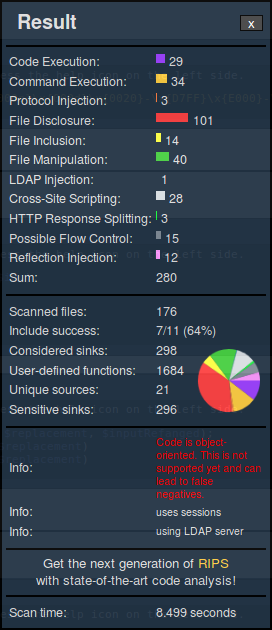 Result
x
Code Execution: 29
Command Execution: 34
Protocol Injection: 3
File Disclosure: 101
File Inclusion: 14
File Manipulation: 40
LDAP Injection: 1
Cross-Site Scripting: 28
HTTP Response Splitting: 3
Possible Flow Control: 15
Reflection Injection: 12
Sum: 280
Scanned files: 176
Include success: 7/11 (64%)
Considered sinks: 298
User-defined functions: 1684
Unique sources: 21
Sensitive sinks: 296
Code is object-
oriented. This is not
Info: supported yet and can
lead to false
negatives.
Info: uses sessions
Info: using LDAP server
Get the next generation of RIPS
with state-of-the-art code analysis!
Scan time: 8.499 seconds